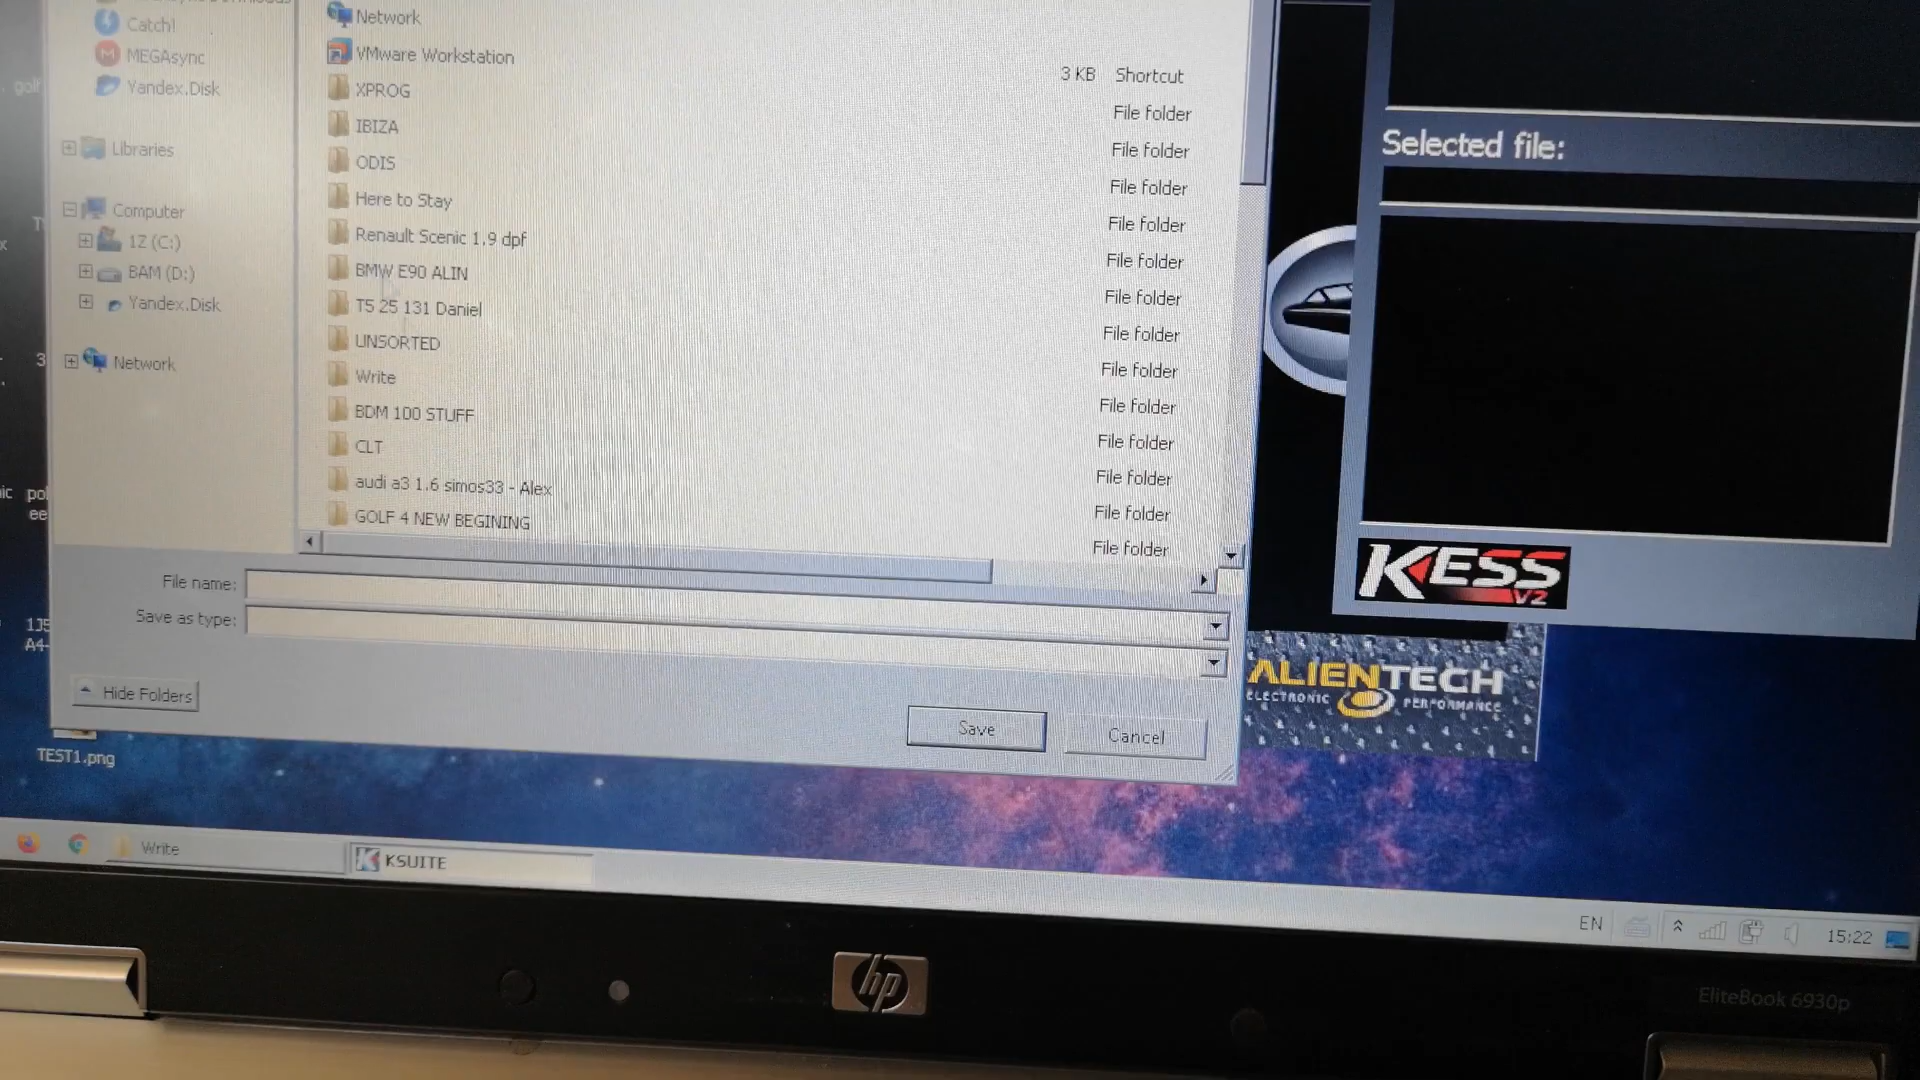 Catch!
MEGAsync
Yandex.Disk
Libraries
Computer
1Z (C:)
BAM (D:)
Yandex.Disk
Network
Network
VMware Workstation
3 KB Shortcut
XPROG
File folder
IBIZA
File folder
ODIS
File folder
Here to Stay
File folder
Renault Scenic 1.9 dpf
File folder
BMW E90 ALIN
File folder
T5 25 131 Daniel
File folder
UNSORTED
File folder
Write
File folder
BDM 100 STUFF
File folder
CLT
File folder
audi a3 1.6 simos33 - Alex
File folder
GOLF 4 NEW BEGINING
File folder
File folder
File name:
Save as type:
Hide Folders
Save
Cancel
Selected file:
KESS
V2
ALIENTECH
ELECTRONIC PERFORMANCE
golf
1J5
A4-
TEST1.png
Write
KSUITE
EN
15:22
hp
EliteBook 6930p